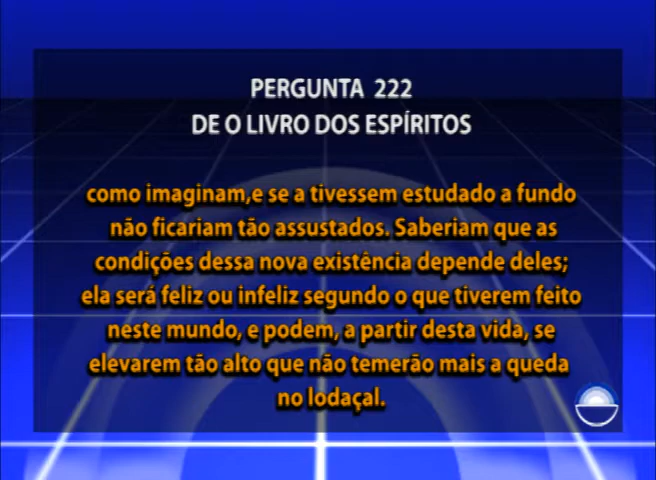 PERGUNTA 222
DE O LIVRO DOS ESPÍRITOS
como imaginam,e se a tivessem estudado a fundo
não ficariam tão assustados. Saberiam que as
condições dessa nova existência depende deles;
ela será feliz ou infeliz segundo o que tiverem feito
neste mundo, e podem, a partir desta vida, se
elevarem tão alto que não temerão mais a queda
no lodaçal.